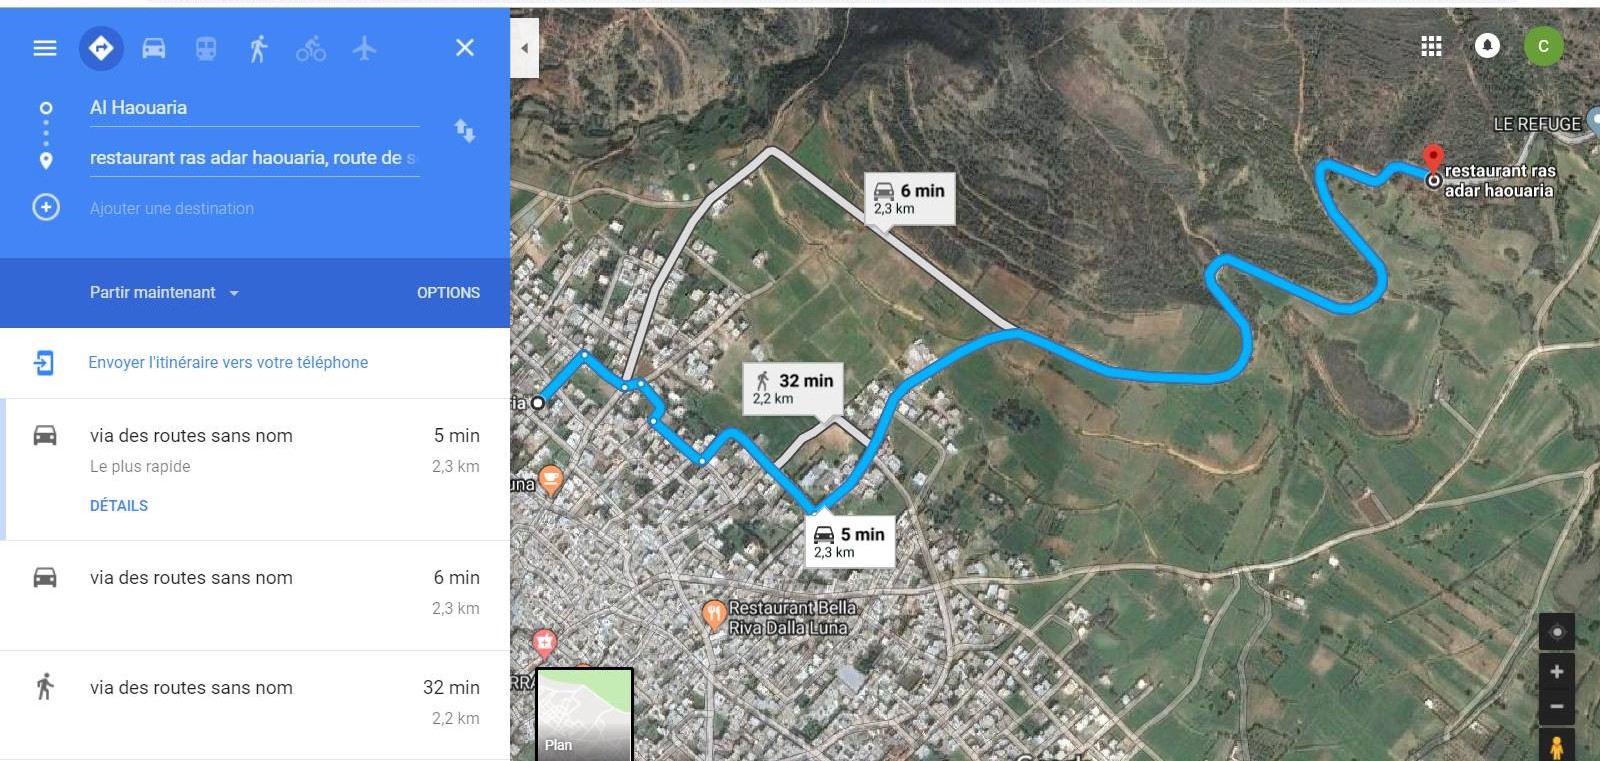 Al Haouaria
restaurant ras adar haouaria, route de s
Ajouter une destination
Partir maintenant
OPTIONS
Envoyer l'itinéraire vers votre téléphone
via des routes sans nom
5 min
Le plus rapide
2,3 km
DÉTAILS
via des routes sans nom
6 min
2,3 km
via des routes sans nom
32 min
2,2 km
C
LE REFUGE
restaurant ras
adar haouaria
6 min
2,3 km
32 min
2,2 km
ia
una
5 min
2,3 km
Restaurant Bella
Riva Dalla Luna
RRA
Plan